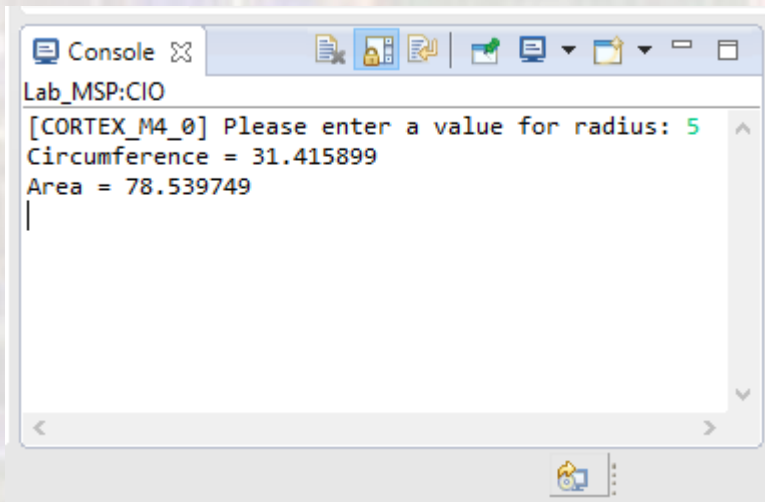 Console
Lab_MSP:CIO
[CORTEX_M4_0] Please enter a value for radius: 5
Circumference = 31.415899
Area = 78.539749